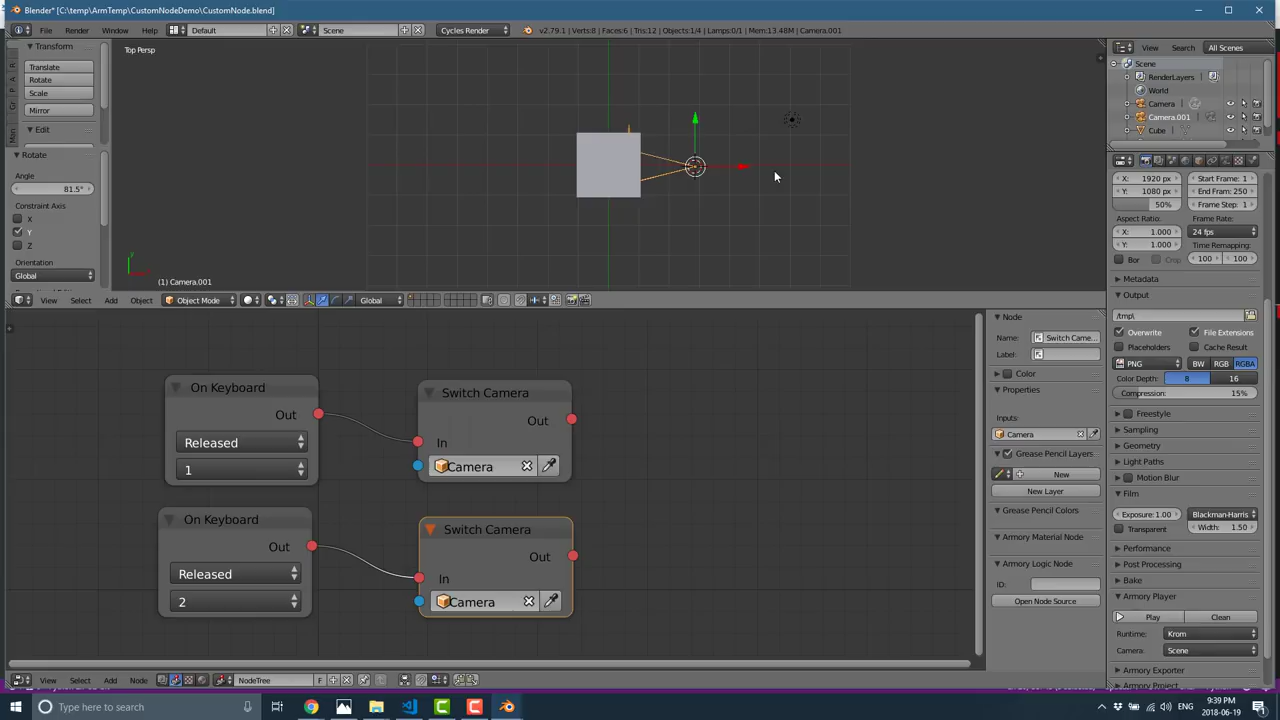 Blender* [C:\temp\ArmTemp\CustomNodeDemo\CustomNode.blend]
File Render Window Help Default Scene Cycles Render v2.79.1 | Verts:8 | Faces:6 | Tris:12 | Objects:1/4 | Lamps:0/1 | Mem:13.48M | Camera.001
View Search All Scenes
Transform
Translate
Rotate
Scale
Mirror
Edit
Rotate
Angle
81.5°
Constraint Axis
X
Y
Z
Orientation
Global
Top Persp
(1) Camera.001
Scene
RenderLayers
World
Camera
Camera.001
Cube
X: 1920 px
Y: 1080 px
50%
Start Frame: 1
End Fram: 250
Frame Step: 1
Aspect Ratio:
X: 1.000
Y: 1.000
Frame Rate:
24 fps
Time Remapping:
100 100
Bor Crop
Metadata
Output
/tmp\
Overwrite File Extensions
Placeholders Cache Result
PNG BW RGB RGBA
Color Depth: 8 16
Compression: 15%
Freestyle
Sampling
Geometry
Light Paths
Motion Blur
Film
Exposure: 1.00 Blackman-Harris
Transparent Width: 1.50
Performance
Post Processing
Bake
Armory Player
Play Clean
Runtime: Krom
Camera: Scene
Armory Exporter
Armory Project
View Select Add Object Object Mode Global
On Keyboard
Out
Released
1
Switch Camera
Out
In
Camera
On Keyboard
Out
Released
2
Switch Camera
Out
In
Camera
Node
Name: Switch Came...
Label:
Color
Properties
Inputs:
Camera
Grease Pencil Layers
New
New Layer
Grease Pencil Colors
Armory Material Node
Armory Logic Node
ID:
Open Node Source
View Select Add Node NodeTree F
Type here to search
9:39 PM
2018-06-19